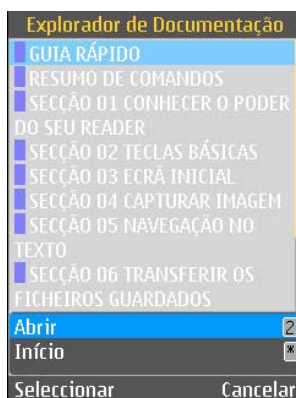 Explorador de Documentação
GUIA RÁPIDO
RESUMO DE COMANDOS
SECÇÃO 01 CONHECER O PODER
DO SEU READER
SECÇÃO 02 TECLAS BÁSICAS
SECÇÃO 03 ECRÃ INICIAL
SECÇÃO 04 CAPTURAR IMAGEM
SECÇÃO 05 NAVEGAÇÃO NO
TEXTO
SECÇÃO 06 TRANSFERIR OS
FICHEIROS GUARDADOS
Abrir 2
Início *
Seleccionar Cancelar